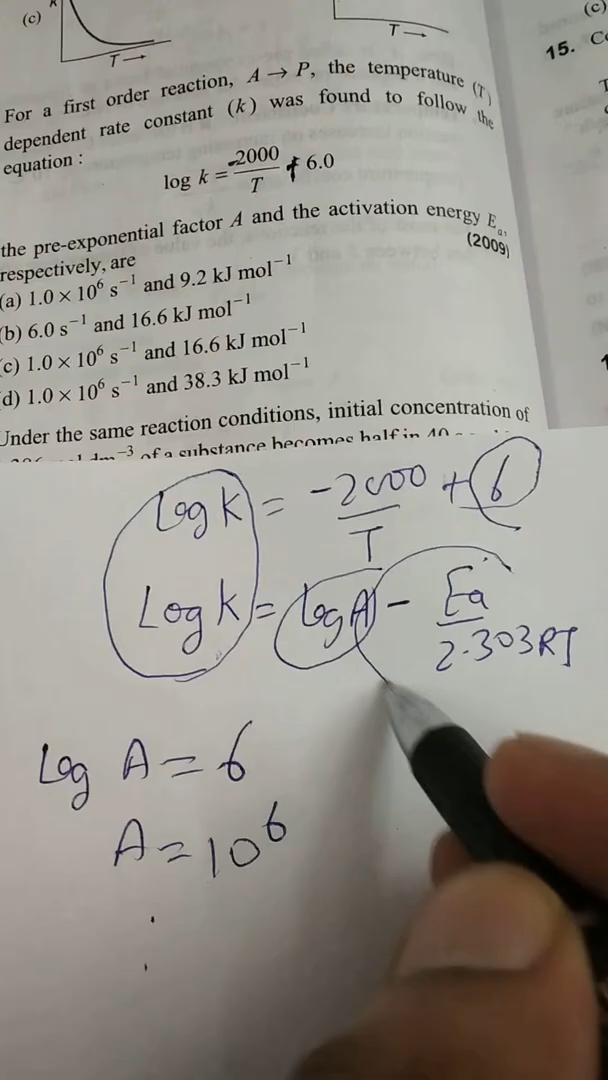 (c)
K
T →
T →
(c)
15. C
For a first order reaction, A → P, the temperature (T)
dependent rate constant (k) was found to follow the
equation :
log k = -2000/T + 6.0
the pre-exponential factor A and the activation energy Ea,
respectively, are
(2009)
(a) 1.0 × 10⁶ s⁻¹ and 9.2 kJ mol⁻¹
(b) 6.0 s⁻¹ and 16.6 kJ mol⁻¹
(c) 1.0 × 10⁶ s⁻¹ and 16.6 kJ mol⁻¹
(d) 1.0 × 10⁶ s⁻¹ and 38.3 kJ mol⁻¹
Under the same reaction conditions, initial concentration of
dm⁻³ of a substance becomes half in 40
Log K = -2000/T + 6
Log K = log A - Ea/2.303RT
Log A = 6
A = 10⁶